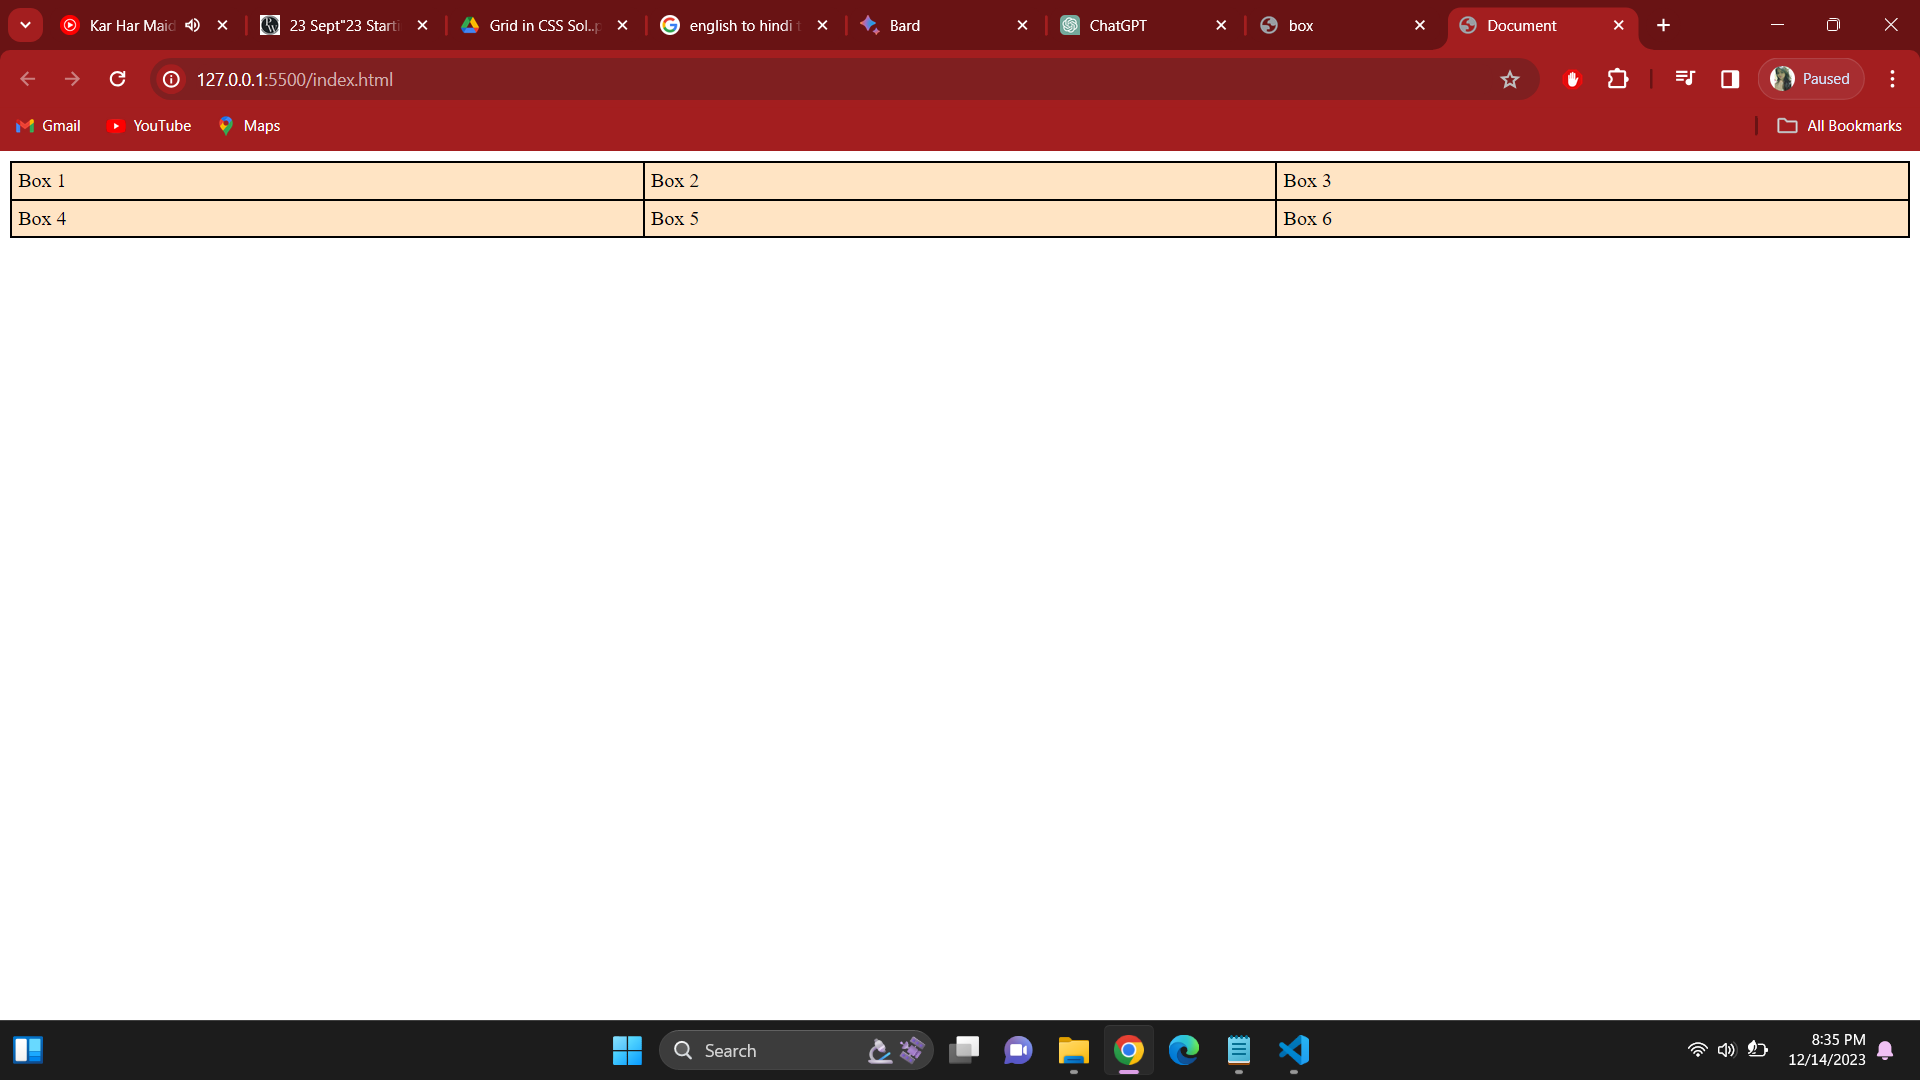 Kar Har Maid
23 Sept"23 Starti
Grid in CSS Sol..p
english to hindi t
Bard
ChatGPT
box
Document
127.0.0.1:5500/index.html
Paused
Gmail
YouTube
Maps
All Bookmarks
Box 1
Box 2
Box 3
Box 4
Box 5
Box 6
Search
8:35 PM
12/14/2023